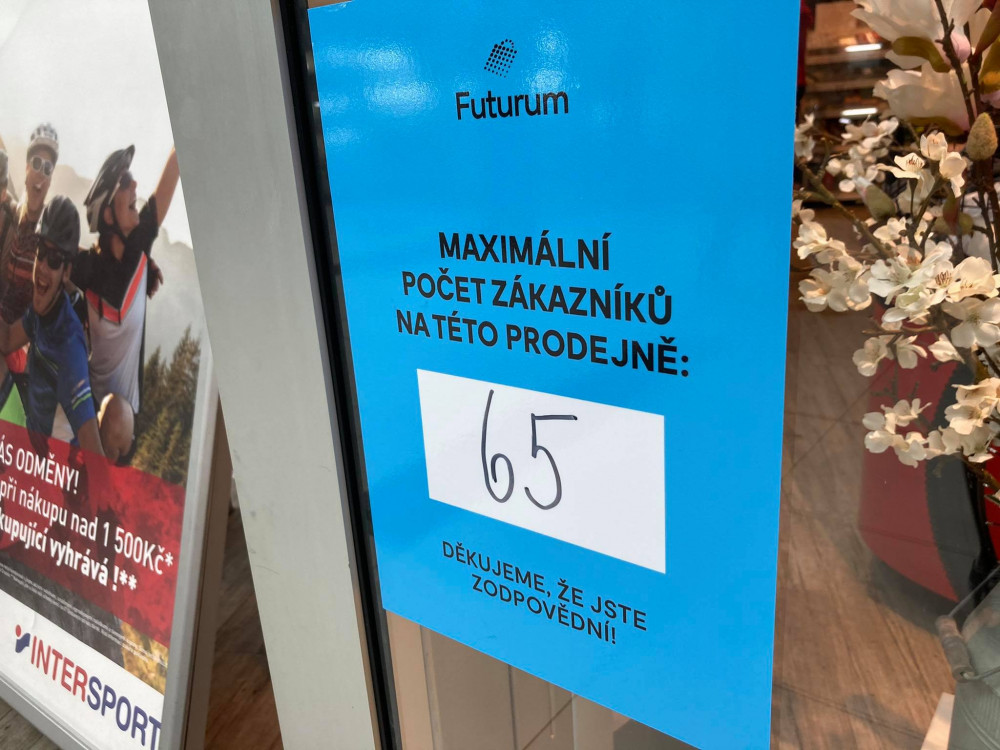 Futurum
MAXIMÁLNÍ
POČET ZÁKAZNÍKŮ
NA TÉTO PRODEJNĚ:
65
DĚKUJEME, ŽE JSTE
ZODPOVĚDNÍ!
ÁS ODMĚNY!
při nákupu nad 1 500Kč*
kupující vyhrává !**
INTERSPORT